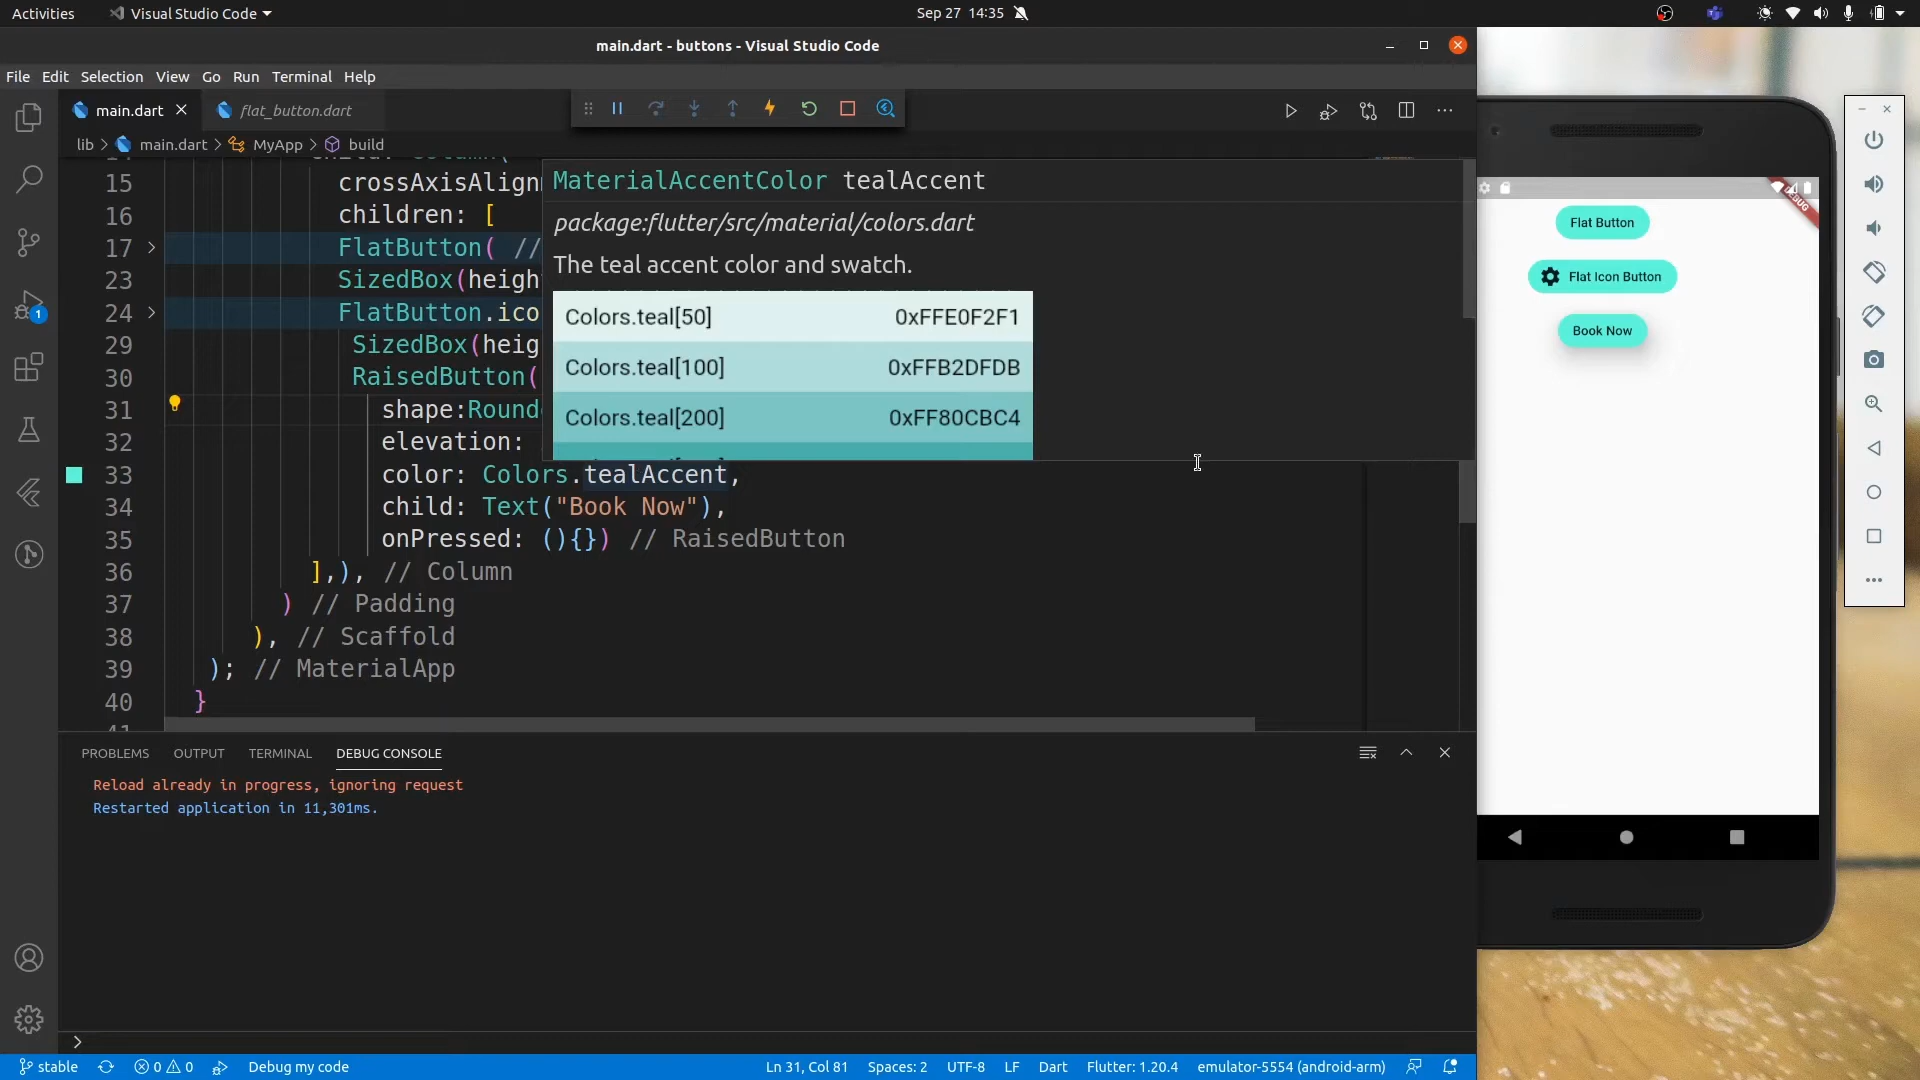 Activities
Visual Studio Code
Sep 27 14:35
main.dart - buttons - Visual Studio Code
File Edit Selection View Go Run Terminal Help
main.dart
flat_button.dart
lib > main.dart > MyApp > build
15 crossAxisAlignm
16 children: [
17 FlatButton( //
23 SizedBox(height
24 FlatButton.ico
29 SizedBox(heig
30 RaisedButton(
31 shape:Round
32 elevation:
33 color: Colors.tealAccent,
34 child: Text("Book Now"),
35 onPressed: (){}) // RaisedButton
36 ],), // Column
37 ) // Padding
38 ), // Scaffold
39 ); // MaterialApp
40 }
MaterialAccentColor tealAccent
package:flutter/src/material/colors.dart
The teal accent color and swatch.
Colors.teal[50] 0xFFE0F2F1
Colors.teal[100] 0xFFB2DFDB
Colors.teal[200] 0xFF80CBC4
1
PROBLEMS OUTPUT TERMINAL DEBUG CONSOLE
Reload already in progress, ignoring request
Restarted application in 11,301ms.
>
stable
0 0
Debug my code
Ln 31, Col 81
Spaces: 2
UTF-8
LF
Dart
Flutter: 1.20.4
emulator-5554 (android-arm)
DEBUG
Flat Button
Flat Icon Button
Book Now